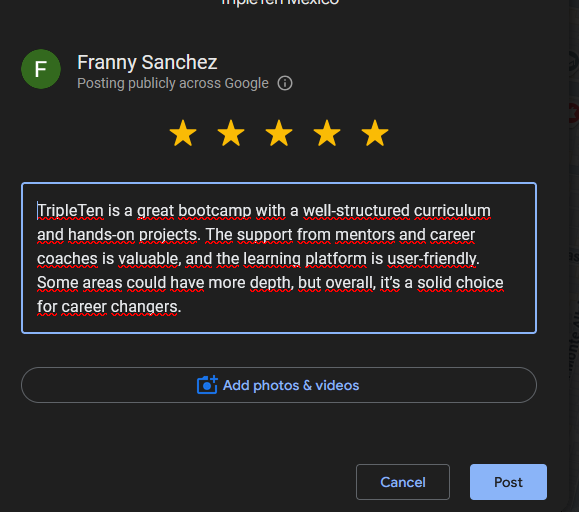 TripleTen Mexico
F
Franny Sanchez
Posting publicly across Google
TripleTen is a great bootcamp with a well-structured curriculum
and hands-on projects. The support from mentors and career
coaches is valuable, and the learning platform is user-friendly.
Some areas could have more depth, but overall, it's a solid choice
for career changers.
Add photos & videos
Cancel
Post